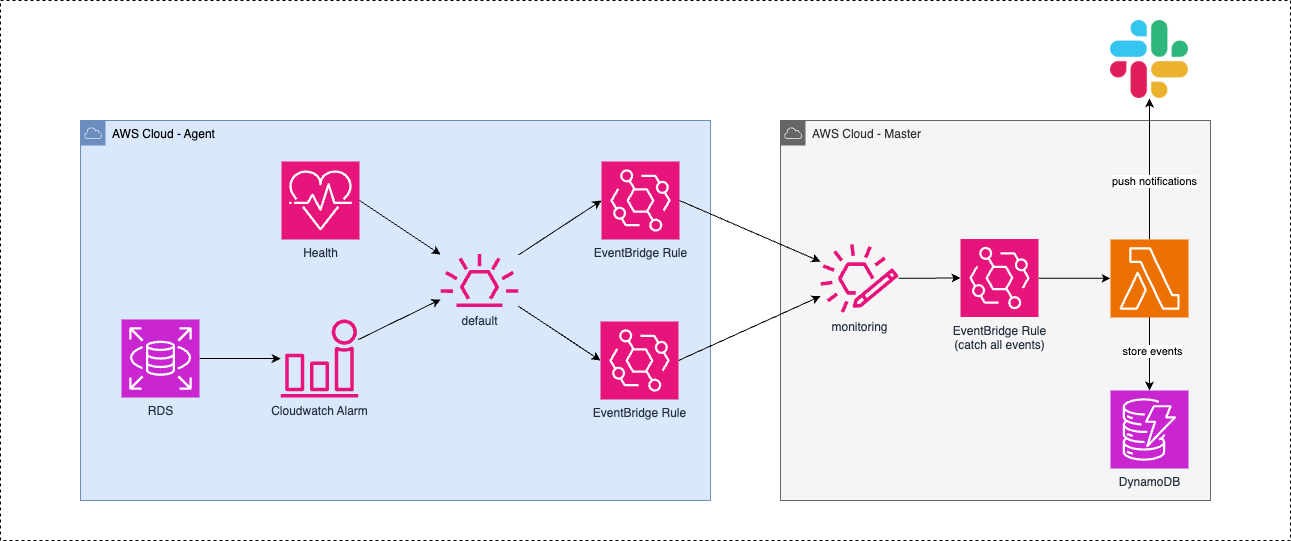 AWS Cloud - Agent
AWS Cloud - Master
push notifications
Health
EventBridge Rule
default
monitoring
EventBridge Rule
(catch all events)
store events
RDS
Cloudwatch Alarm
EventBridge Rule
DynamoDB